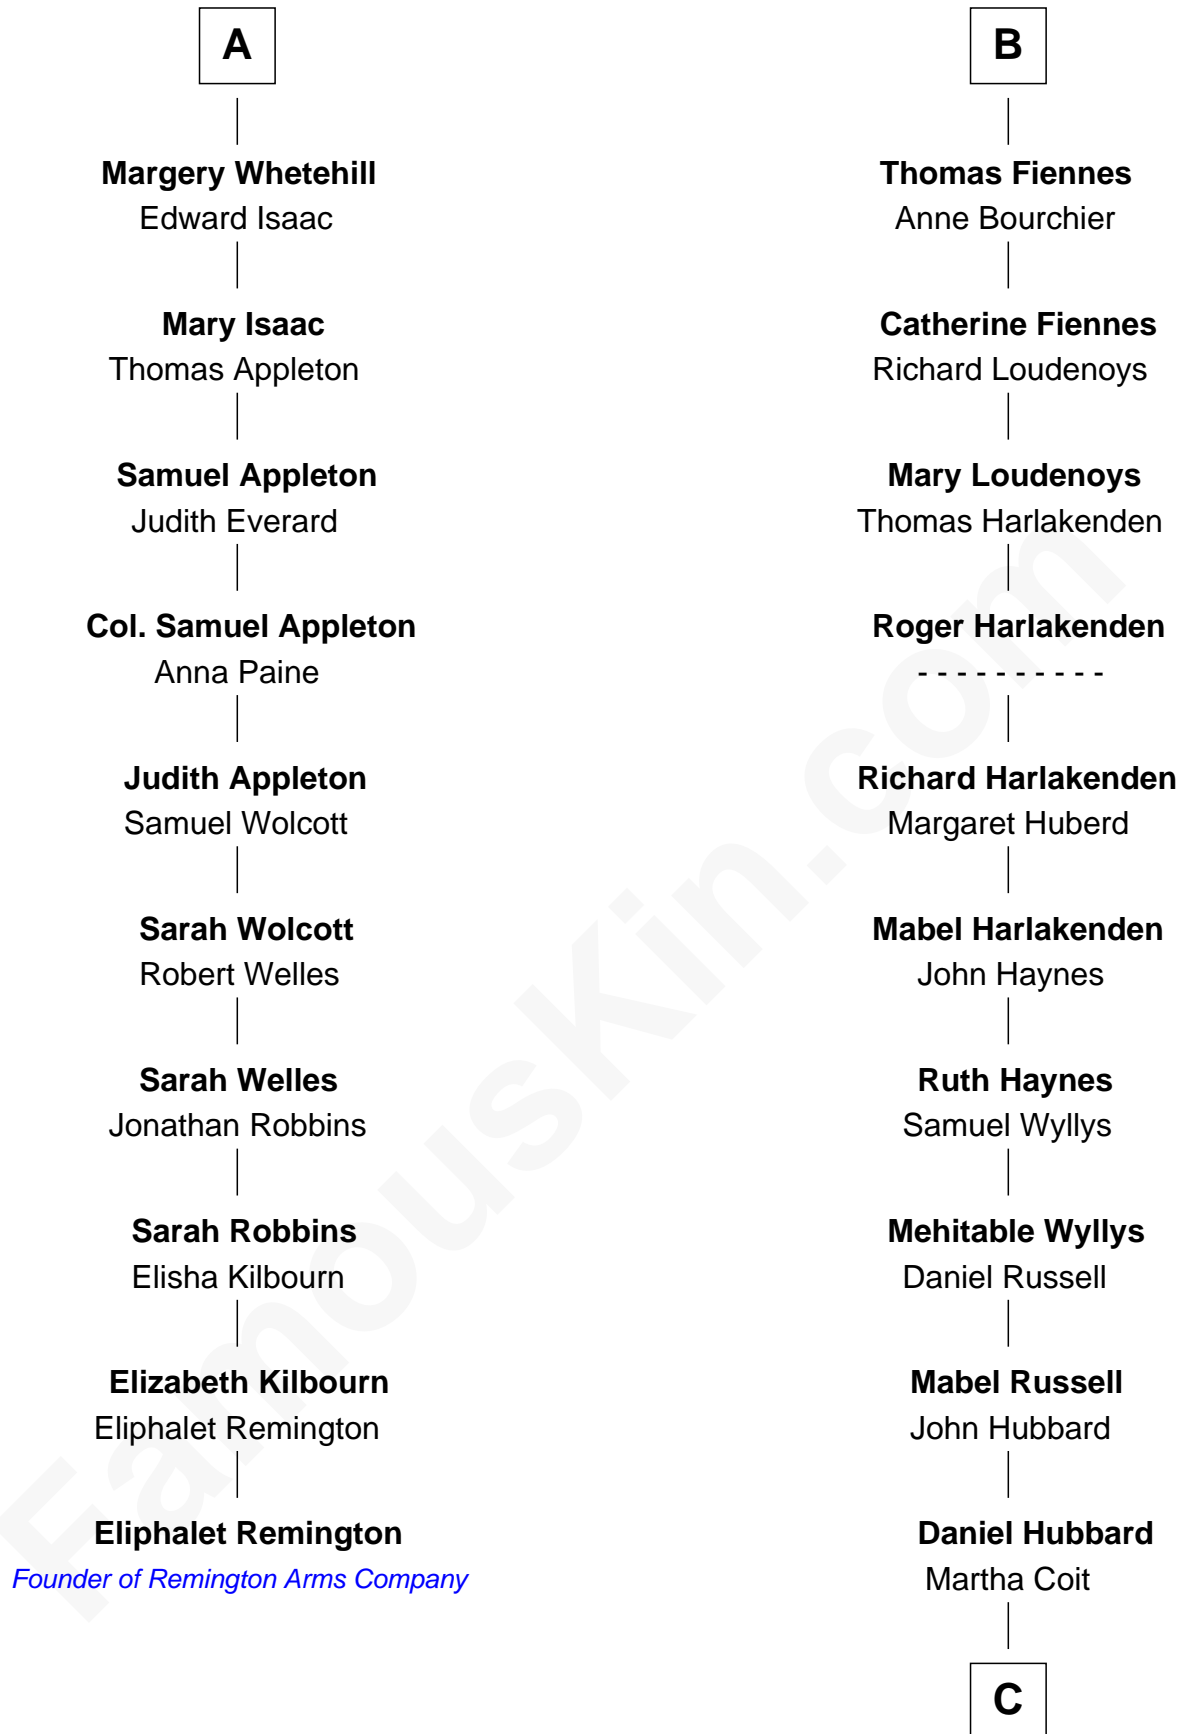 A
Margery Whetehill
Edward Isaac
Mary Isaac
Thomas Appleton
Samuel Appleton
Judith Everard
Col. Samuel Appleton
Anna Paine
Judith Appleton
Samuel Wolcott
Sarah Wolcott
Robert Welles
Sarah Welles
Jonathan Robbins
Sarah Robbins
Elisha Kilbourn
Elizabeth Kilbourn
Eliphalet Remington
Eliphalet Remington
Founder of Remington Arms Company
B
Thomas Fiennes
Anne Bourchier
Catherine Fiennes
Richard Loudenoys
Mary Loudenoys
Thomas Harlakenden
Roger Harlakenden
- - - - - - - - - -
Richard Harlakenden
Margaret Huberd
Mabel Harlakenden
John Haynes
Ruth Haynes
Samuel Wyllys
Mehitable Wyllys
Daniel Russell
Mabel Russell
John Hubbard
Daniel Hubbard
Martha Coit
C
FamousKin.com